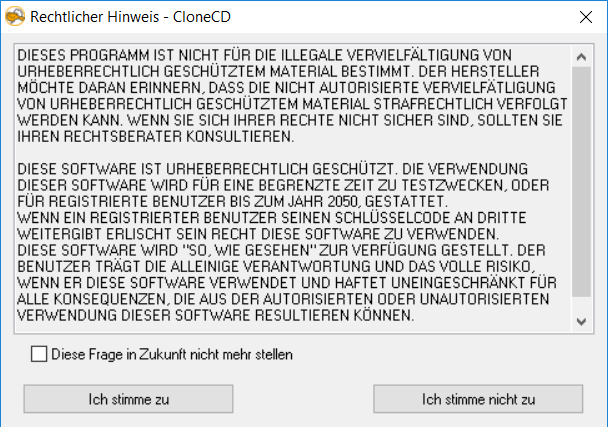 Rechtlicher Hinweis - CloneCD
DIESES PROGRAMM IST NICHT FÜR DIE ILLEGALE VERVIELFÄLTIGUNG VON
URHEBERRECHTLICH GESCHÜTZTEM MATERIAL BESTIMMT. DER HERSTELLER
MÖCHTE DARAN ERINNERN, DASS DIE NICHT AUTORISIERTE VERVIELFÄTLIGUNG
VON URHEBERRECHTLICH GESCHÜTZTEM MATERIAL STRAFRECHTLICH VERFOLGT
WERDEN KANN. WENN SIE SICH IHRER RECHTE NICHT SICHER SIND, SOLLTEN SIE
IHREN RECHTSBERATER KONSULTIEREN.
DIESE SOFTWARE IST URHEBERRECHTLICH GESCHÜTZT. DIE VERWENDUNG
DIESER SOFTWARE WIRD FÜR EINE BEGRENZTE ZEIT ZU TESTZWECKEN, ODER
FÜR REGISTRIERTE BENUTZER BIS ZUM JAHR 2050, GESTATTET.
WENN EIN REGISTRIERTER BENUTZER SEINEN SCHLÜSSELCODE AN DRITTE
WEITERGIBT ERLISCHT SEIN RECHT DIESE SOFTWARE ZU VERWENDEN.
DIESE SOFTWARE WIRD "SO, WIE GESEHEN" ZUR VERFÜGUNG GESTELLT. DER
BENUTZER TRÄGT DIE ALLEINIGE VERANTWORTUNG UND DAS VOLLE RISIKO,
WENN ER DIESE SOFTWARE VERWENDET UND HAFTET UNEINGESCHRÄNKT FÜR
ALLE KONSEQUENZEN, DIE AUS DER AUTORISIERTEN ODER UNAUTORISIERTEN
VERWENDUNG DIESER SOFTWARE RESULTIEREN KÖNNEN.
Diese Frage in Zukunft nicht mehr stellen
Ich stimme zu
Ich stimme nicht zu